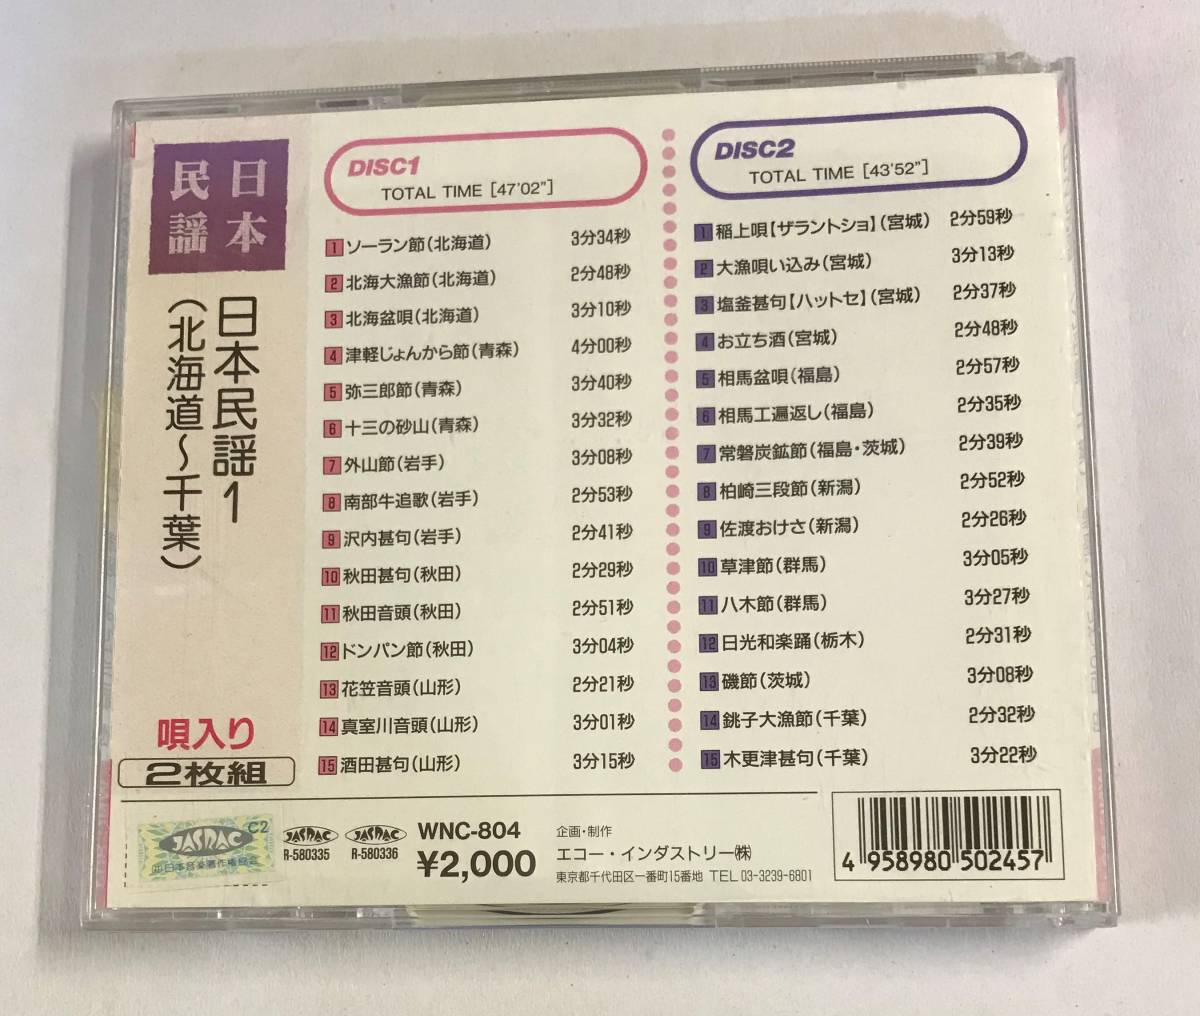 日本
民謡
日本民謡1
(北海道〜千葉)
唄入り
2枚組
DISC1
TOTAL TIME [47'02"]
1 ソーラン節(北海道) 3分34秒
2 北海大漁節(北海道) 2分48秒
3 北海盆唄(北海道) 3分10秒
4 津軽じょんから節(青森) 4分00秒
5 弥三郎節(青森) 3分40秒
6 十三の砂山(青森) 3分32秒
7 外山節(岩手) 3分08秒
8 南部牛追歌(岩手) 2分53秒
9 沢内甚句(岩手) 2分41秒
10 秋田甚句(秋田) 2分29秒
11 秋田音頭(秋田) 2分51秒
12 ドンパン節(秋田) 3分04秒
13 花笠音頭(山形) 2分21秒
14 真室川音頭(山形) 3分01秒
15 酒田甚句(山形) 3分15秒
DISC2
TOTAL TIME [43'52"]
1 稲上唄【ザラントショ】(宮城) 2分59秒
2 大漁唄い込み(宮城) 3分13秒
3 塩釜甚句【ハットセ】(宮城) 2分37秒
4 お立ち酒(宮城) 2分48秒
5 相馬盆唄(福島) 2分57秒
6 相馬工遍返し(福島) 2分35秒
7 常磐炭鉱節(福島・茨城) 2分39秒
8 柏崎三段節(新潟) 2分52秒
9 佐渡おけさ(新潟) 2分26秒
10 草津節(群馬) 3分05秒
11 八木節(群馬) 3分27秒
12 日光和楽踊(栃木) 2分31秒
13 磯節(茨城) 3分08秒
14 銚子大漁節(千葉) 2分32秒
15 木更津甚句(千葉) 3分22秒
C2
JASRAC
(社)日本音楽著作権協会
JASRAC
R-580335
JASRAC
R-580336
WNC-804
¥2,000
企画・制作
エコー・インダストリー(株)
東京都千代田区一番町15番地 TEL 03-3239-6801
4 958980 502457